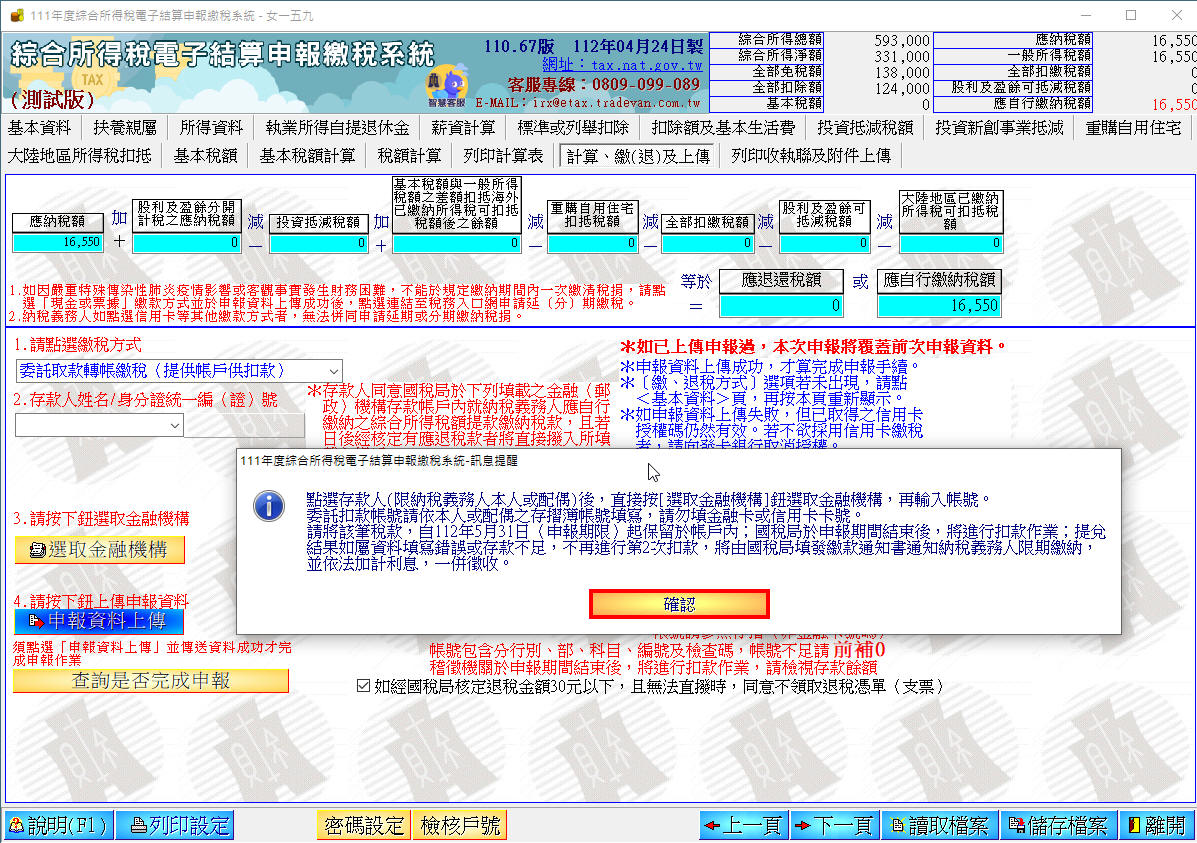 111年度綜合所得稅電子結算申報繳稅系統 - 女一五九
綜合所得稅電子結算申報繳稅系統
(測試版)
TAX
智慧客服
110.67版 112年04月24日製
網址：tax.nat.gov.tw
客服專線：0809-099-089
E-MAIL：irx@etax.tradevan.com.tw
綜合所得總額 593,000 應納稅額 16,550
綜合所得淨額 331,000 一般所得稅額 16,550
全部免稅額 138,000 全部扣繳稅額
全部扣除額 124,000 股利及盈餘可抵減稅額
基本稅額 0 應自行繳納稅額 16,550
基本資料 扶養親屬 所得資料 執業所得自提退休金 薪資計算 標準或列舉扣除 扣除額及基本生活費 投資抵減稅額 投資新創事業抵減 重購自用住宅
大陸地區所得稅扣抵 基本稅額 基本稅額計算 稅額計算 列印計算表 計算、繳(退)及上傳 列印收執聯及附件上傳
應納稅額
16,550
加
＋
股利及盈餘分開
計稅之應納稅額
0
減
－
投資抵減稅額
0
加
＋
基本稅額與一般所得
稅額之差額扣抵海外
已繳納所得稅可扣抵
稅額後之餘額
0
減
－
重購自用住宅
扣抵稅額
0
減
－
全部扣繳稅額
0
減
－
股利及盈餘可
抵減稅額
0
減
－
大陸地區已繳納
所得稅可扣抵稅
額
0
1.如因嚴重特殊傳染性肺炎疫情影響或客觀事實發生財務困難，不能於規定繳納期間內一次繳清稅捐，請點
選「現金或票據」繳款方式並於申報資料上傳成功後，點選連結至稅務入口網申請延（分）期繳稅。
2.納稅義務人如點選信用卡等其他繳款方式者，無法併同申請延期或分期繳納稅捐。
等於
＝
應退還稅額
0
或
應自行繳納稅額
16,550
1.請點選繳稅方式
委託取款轉帳繳稅（提供帳戶供扣款）
2.存款人姓名/身分證統一編（證）號
＊存款人同意國稅局於下列填載之金融（郵
政）機構存款帳戶內就納稅義務人應自行
繳納之綜合所得稅額提款繳納稅款，且若
日後經核定有應退稅款者將直接撥入所填
＊如已上傳申報過，本次申報將覆蓋前次申報資料。
＊申報資料上傳成功，才算完成申報手續。
＊〔繳、退稅方式〕選項若未出現，請點
＜基本資料＞頁，再按本頁重新顯示。
＊如申報資料上傳失敗，但已取得之信用卡
授權碼仍然有效。若不欲採用信用卡繳稅
者，請向發卡銀行取消授權。
111年度綜合所得稅電子結算申報繳稅系統-訊息提醒
點選存款人(限納稅義務人本人或配偶)後，直接按[選取金融機構]鈕選取金融機構，再輸入帳號。
委託扣款帳號請依本人或配偶之存摺簿帳號填寫，請勿填金融卡或信用卡卡號。
請將該筆稅款，自112年5月31日（申報期限）起保留於帳戶內；國稅局於申報期間結束後，將進行扣款作業；提兌
結果如屬資料填寫錯誤或存款不足，不再進行第2次扣款，將由國稅局填發繳款通知書通知納稅義務人限期繳納，
並依法加計利息，一併徵收。
確認
3.請按下鈕選取金融機構
選取金融機構
4.請按下鈕上傳申報資料
申報資料上傳
須點選「申報資料上傳」並傳送資料成功才完
成申報作業
查詢是否完成申報
帳號包含分行別、部、科目、編號及檢查碼，帳號不足請 前補0
稽徵機關於申報期間結束後，將進行扣款作業，請檢視存款餘額
如經國稅局核定退稅金額30元以下，且無法直撥時，同意不領取退稅憑單（支票）
說明(F1) 列印設定 密碼設定 檢核戶號 上一頁 下一頁 讀取檔案 儲存檔案 離開